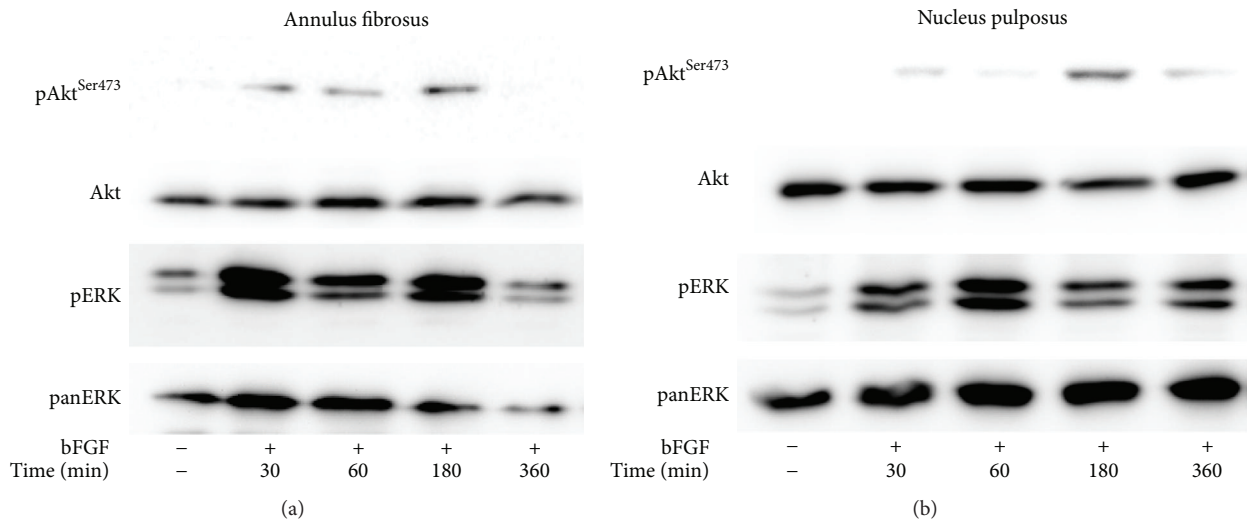 Annulus fibrosus
pAkt^Ser473
Akt
pERK
panERK
bFGF − + + + +
Time (min) − 30 60 180 360
(a)
Nucleus pulposus
pAkt^Ser473
Akt
pERK
panERK
bFGF − + + + +
Time (min) − 30 60 180 360
(b)